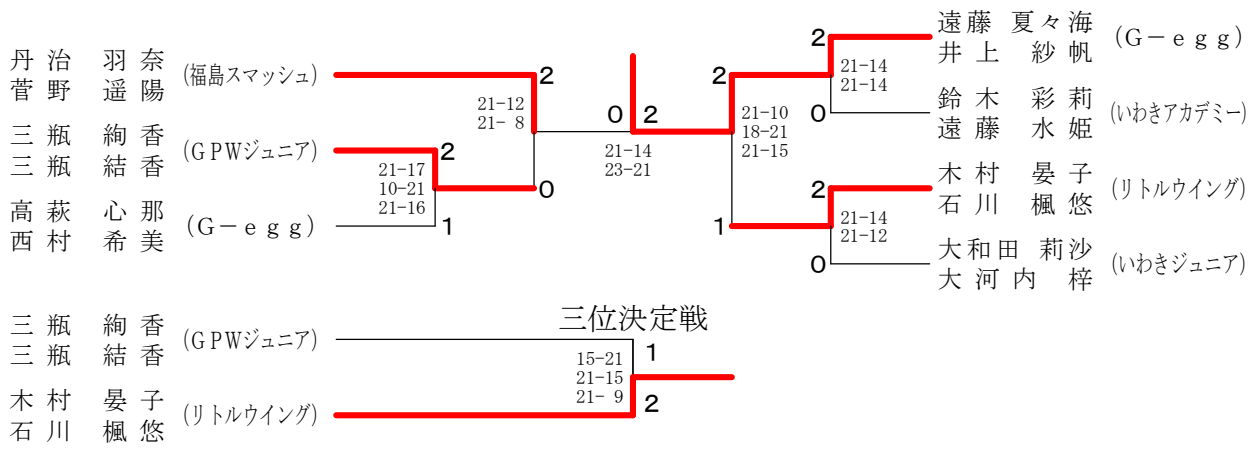 丹治 羽奈
菅野 遥陽
(福島スマッシュ)
三瓶 絢香
三瓶 結香
(GPWジュニア)
高萩 心那
西村 希美
(G-egg)
2
21-12
21- 8
0
2
21-17
10-21
21-16
1
0 2
21-14
23-21
2
21-10
18-21
21-15
1
2
21-14
21-14
0
2
21-14
21-12
0
遠藤 夏々海
井上 紗帆
(G-egg)
鈴木 彩莉
遠藤 水姫
(いわきアカデミー)
木村 晏子
石川 楓悠
(リトルウイング)
大和田 莉沙
大河内 梓
(いわきジュニア)
三位決定戦
三瓶 絢香
三瓶 結香
(GPWジュニア)
木村 晏子
石川 楓悠
(リトルウイング)
1
15-21
21-15
21- 9
2